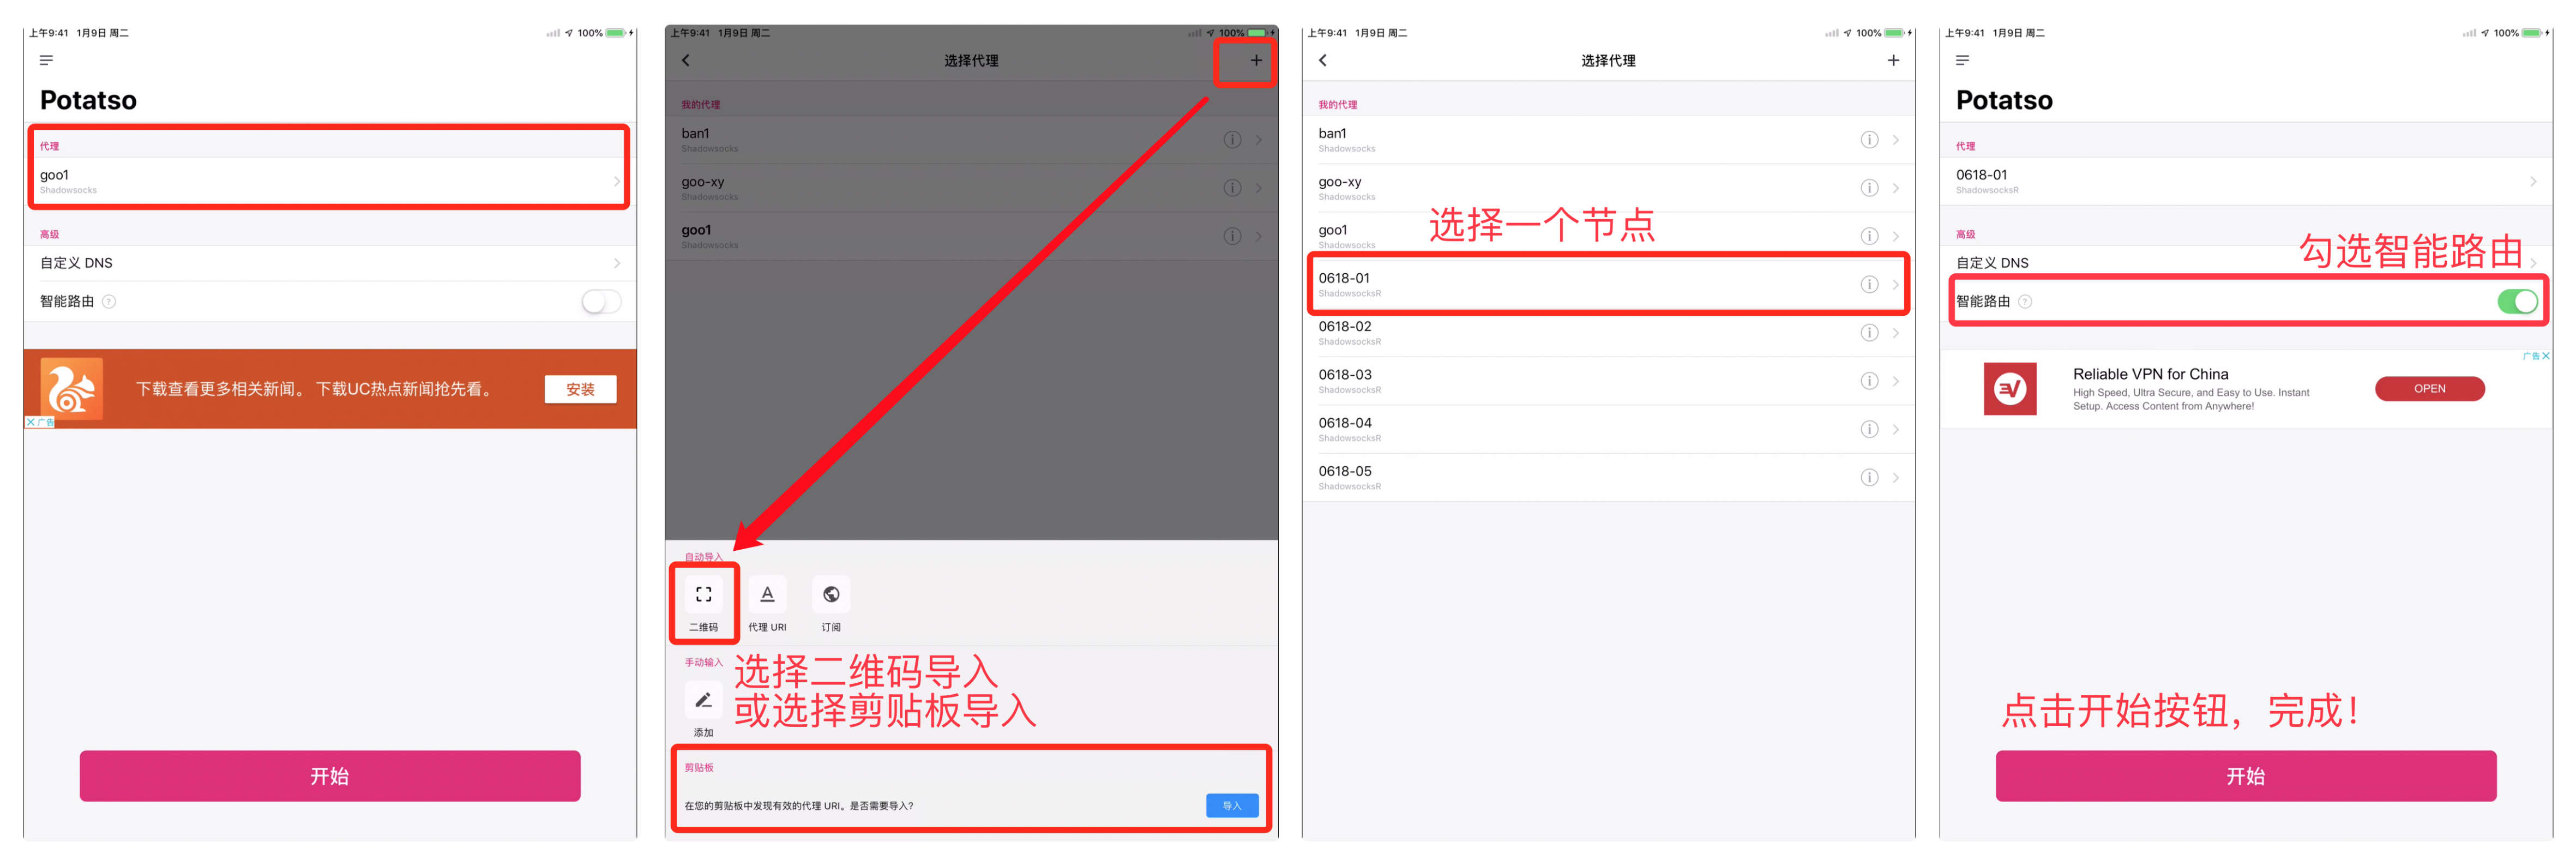 上午9:41 1月9日 周二
100%
Potatso
代理
goo1
Shadowsocks
高级
自定义 DNS
智能路由 ?
下载查看更多相关新闻。 下载UC热点新闻抢先看。
安装
广告
开始
上午9:41 1月9日 周二
100%
选择代理
我的代理
ban1
Shadowsocks
goo-xy
Shadowsocks
goo1
Shadowsocks
自动导入
二维码
代理 URI
订阅
手动输入
选择二维码导入
或选择剪贴板导入
添加
剪贴板
在您的剪贴板中发现有效的代理 URI。是否需要导入?
导入
上午9:41 1月9日 周二
100%
选择代理
我的代理
ban1
Shadowsocks
goo-xy
Shadowsocks
goo1
Shadowsocks
选择一个节点
0618-01
ShadowsocksR
0618-02
ShadowsocksR
0618-03
ShadowsocksR
0618-04
ShadowsocksR
0618-05
ShadowsocksR
上午9:41 1月9日 周二
100%
Potatso
代理
0618-01
ShadowsocksR
高级
勾选智能路由
自定义 DNS
智能路由 ?
广告
Reliable VPN for China
High Speed, Ultra Secure, and Easy to Use. Instant
Setup. Access Content from Anywhere!
OPEN
点击开始按钮，完成！
开始